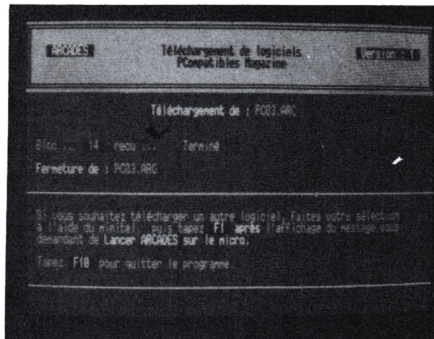 ARCADES
Téléchargement de logiciels
PCompatibles Magazine
Version : 1
Téléchargement de : PC03.ARC
Bloc ... 14 reçu ... Terminé
Fermeture de : PC03.ARC
Si vous souhaitez télécharger un autre logiciel, faites votre sélection
à l'aide du minitel, puis tapez F1 après l'affichage du message vous
demandant de Lancer ARCADES sur le micro.
Tapez F10 pour quitter le programme.